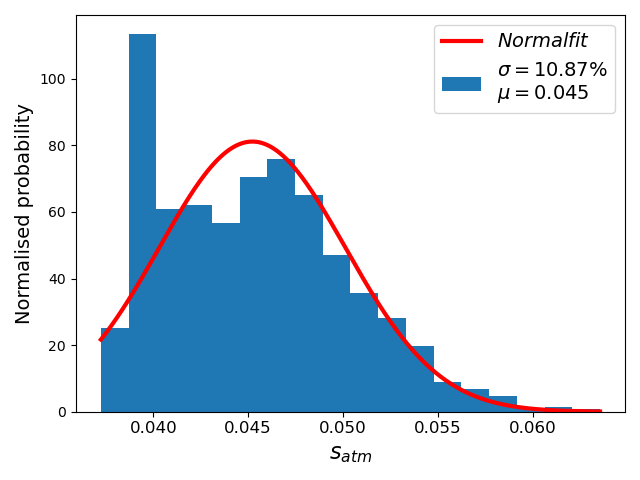 Normalfit
σ = 10.87%
μ = 0.045
100
80
60
40
20
0
Normalised probability
0.040 0.045 0.050 0.055 0.060
s_atm